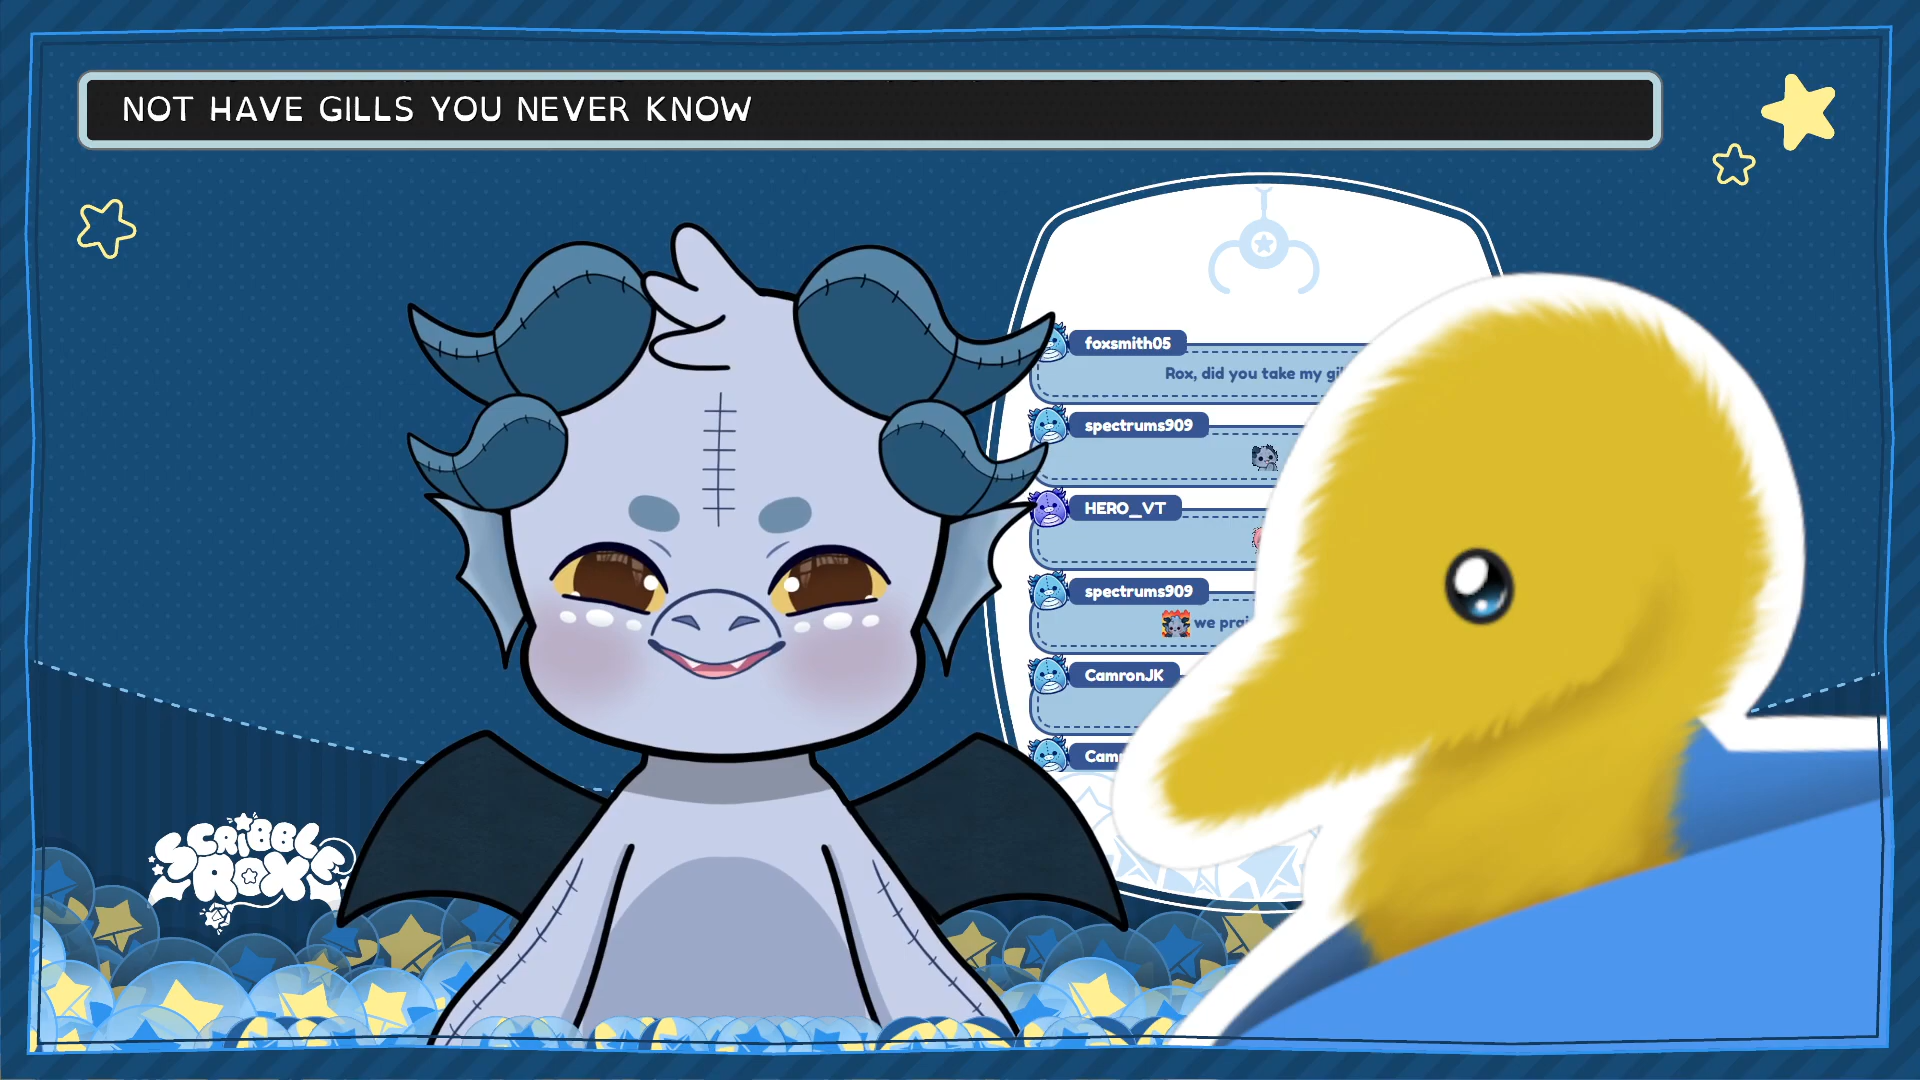 NOT HAVE GILLS YOU NEVER KNOW
foxsmith05
Rox, did you take my
spectrums909
HERO_VT
spectrums909
we
CamronJK
SCRIBBLE
ROX